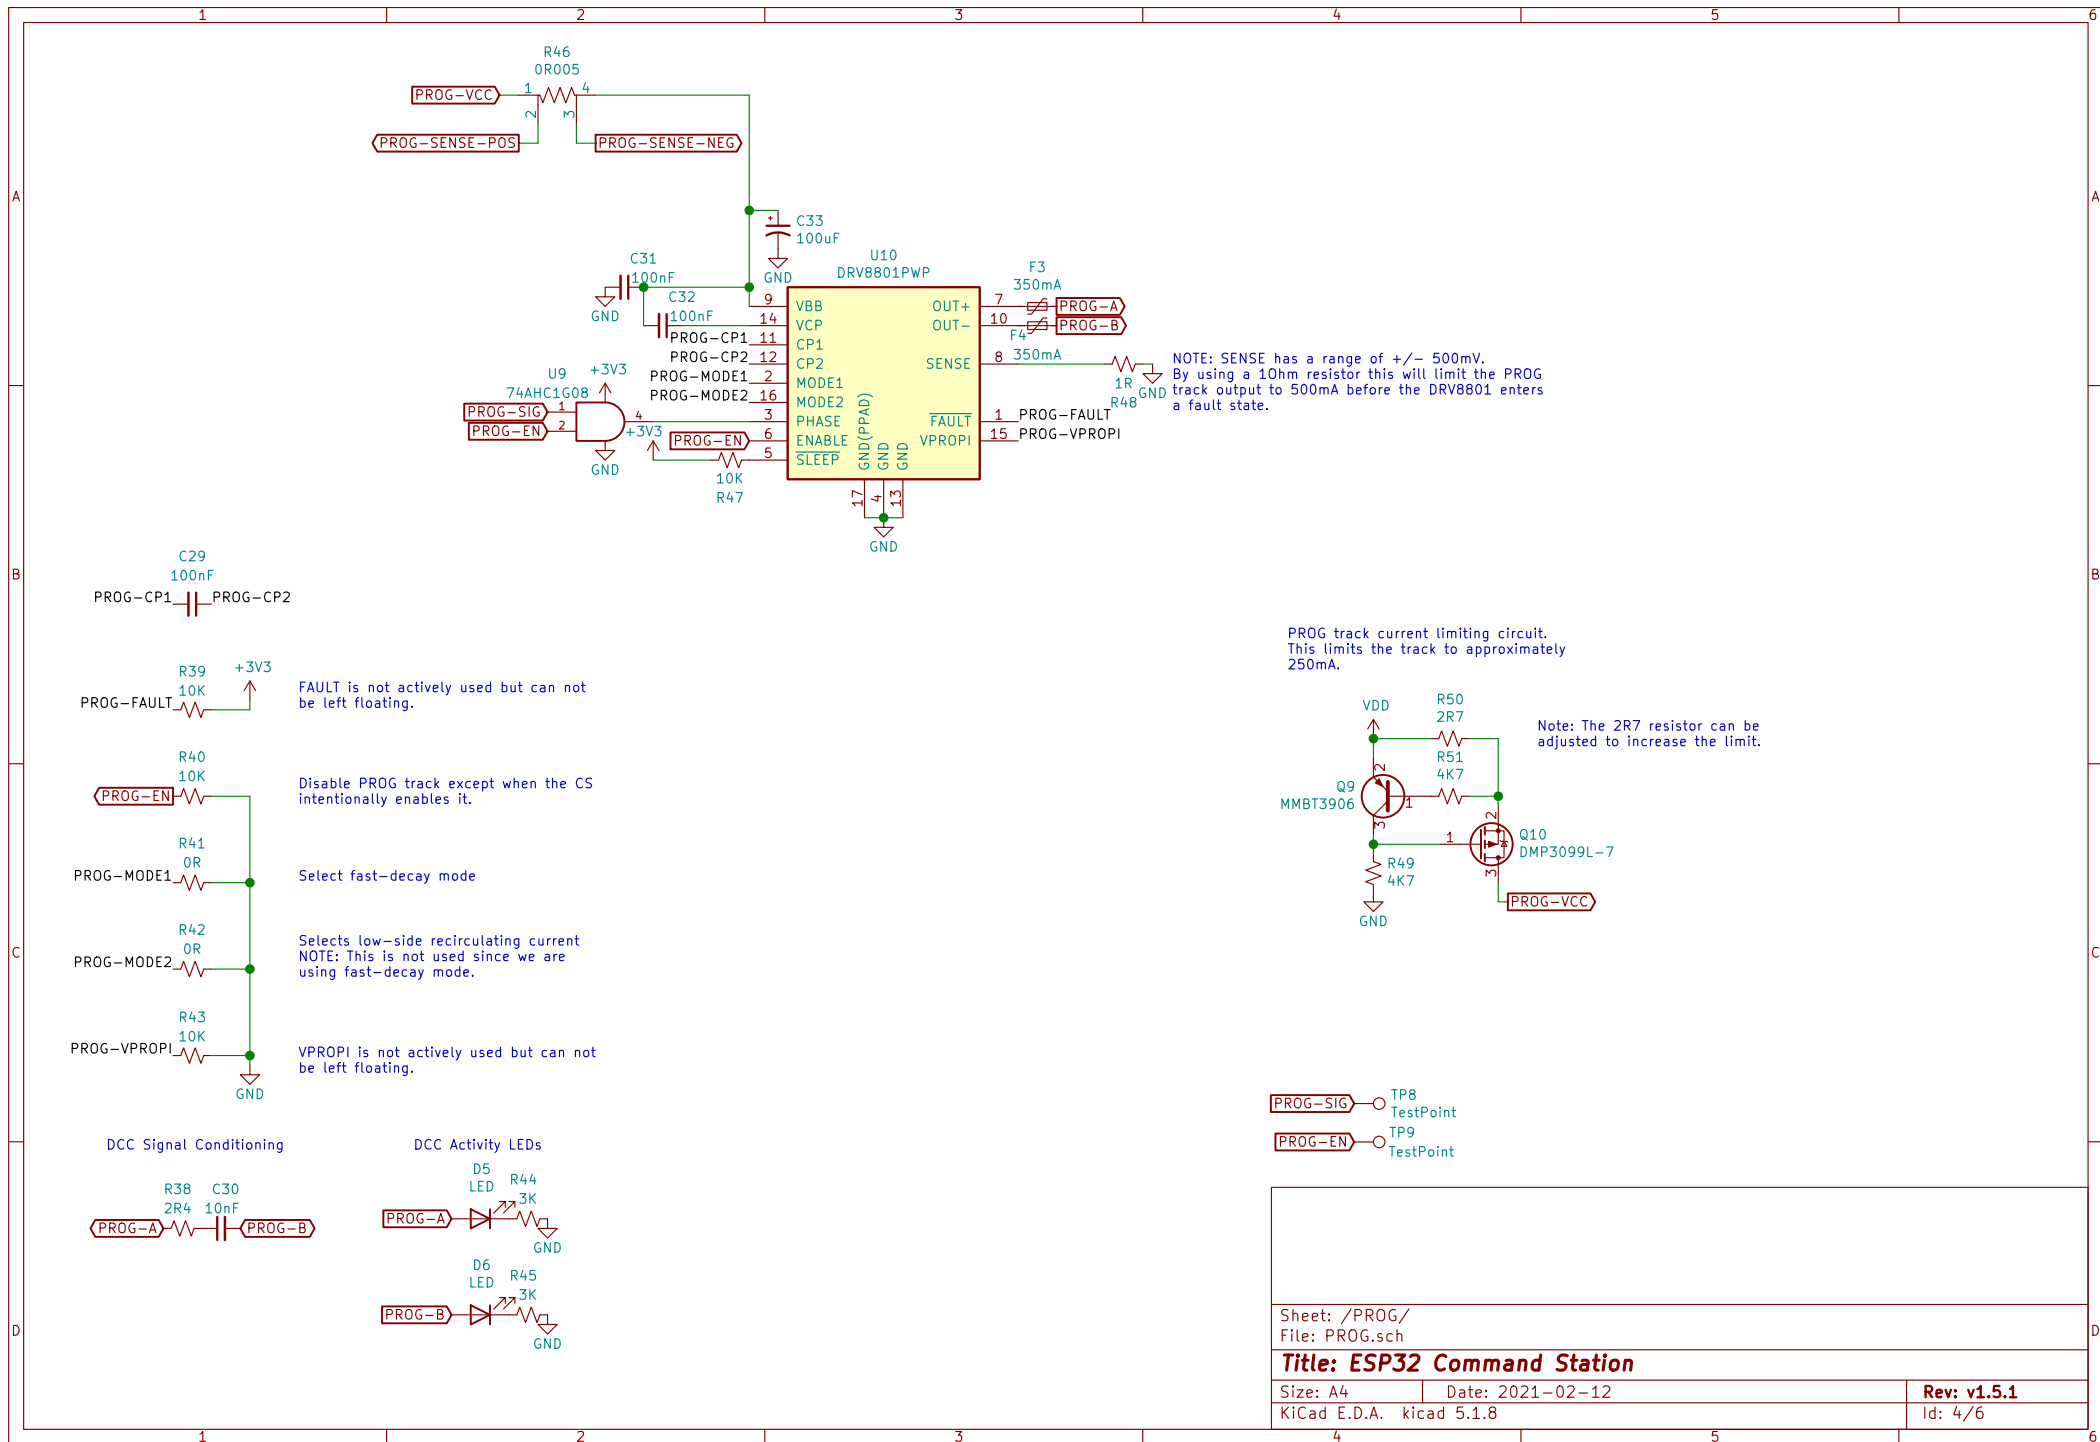 1 2 3 4 5 6
R46
0R005
PROG-VCC
1
4
2
3
PROG-SENSE-POS
PROG-SENSE-NEG
A
A
+
C33
100uF
GND
C31
100nF
GND
C32
100nF
U10
DRV8801PWP
F3
350mA
9 VBB
14 VCP
PROG-CP1 11 CP1
PROG-CP2 12 CP2
PROG-MODE1 2 MODE1
PROG-MODE2 16 MODE2
3 PHASE
PROG-EN 6 ENABLE
5 SLEEP
OUT+ 7 PROG-A
OUT- 10 PROG-B
F4
350mA
SENSE 8
1R
R48
GND
FAULT 1 PROG-FAULT
VPROPI 15 PROG-VPROPI
GND(PPAD)
GND
GND
17
4
13
GND
NOTE: SENSE has a range of +/- 500mV.
By using a 1Ohm resistor this will limit the PROG
track output to 500mA before the DRV8801 enters
a fault state.
U9
74AHC1G08
+3V3
PROG-SIG 1
PROG-EN 2
4
GND
+3V3
10K
R47
B
B
C29
100nF
PROG-CP1 PROG-CP2
R39
10K
+3V3
PROG-FAULT
FAULT is not actively used but can not
be left floating.
R40
10K
PROG-EN
Disable PROG track except when the CS
intentionally enables it.
R41
0R
PROG-MODE1
Select fast-decay mode
R42
0R
PROG-MODE2
Selects low-side recirculating current
NOTE: This is not used since we are
using fast-decay mode.
R43
10K
PROG-VPROPI
GND
VPROPI is not actively used but can not
be left floating.
PROG track current limiting circuit.
This limits the track to approximately
250mA.
VDD
R50
2R7
R51
4K7
Note: The 2R7 resistor can be
adjusted to increase the limit.
Q9
MMBT3906
2
1
3
R49
4K7
GND
1
2
3
Q10
DMP3099L-7
PROG-VCC
C
C
PROG-SIG
TP8
TestPoint
PROG-EN
TP9
TestPoint
DCC Signal Conditioning
R38
2R4
C30
10nF
PROG-A
PROG-B
DCC Activity LEDs
D5
LED
R44
3K
PROG-A
GND
D6
LED
R45
3K
PROG-B
GND
D
D
Sheet: /PROG/
File: PROG.sch
Title: ESP32 Command Station
Size: A4 Date: 2021-02-12 Rev: v1.5.1
KiCad E.D.A. kicad 5.1.8 Id: 4/6
1 2 3 4 5 6